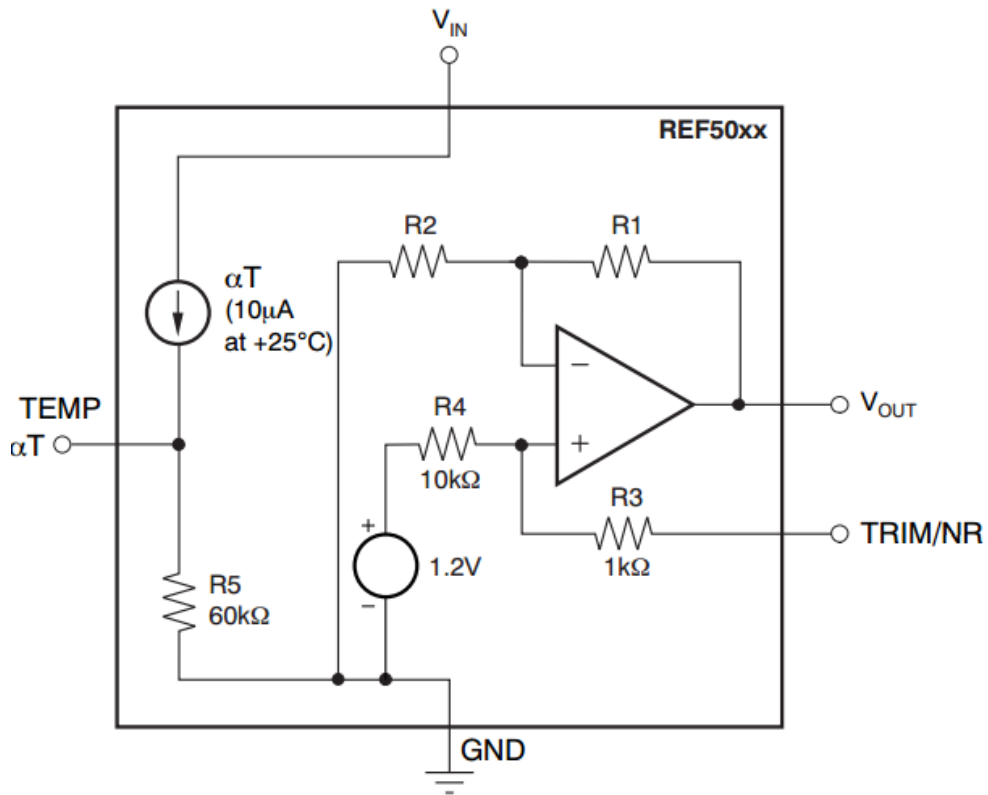 V_IN
REF50xx
R2
R1
αT
(10μA
at +25°C)
TEMP
αT
R4
10kΩ
−
+
V_OUT
R3
1kΩ
TRIM/NR
+
1.2V
−
R5
60kΩ
GND